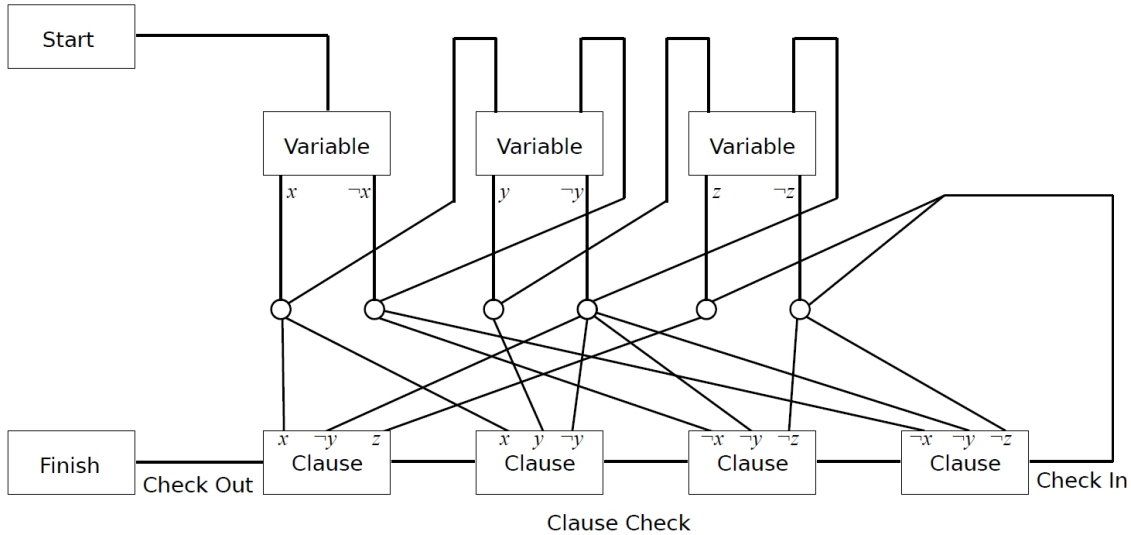 Start
Variable Variable Variable
x ¬x y ¬y z ¬z
x ¬y z x y ¬y ¬x ¬y ¬z ¬x ¬y ¬z
Finish Clause Clause Clause Clause
Check Out Check In
Clause Check